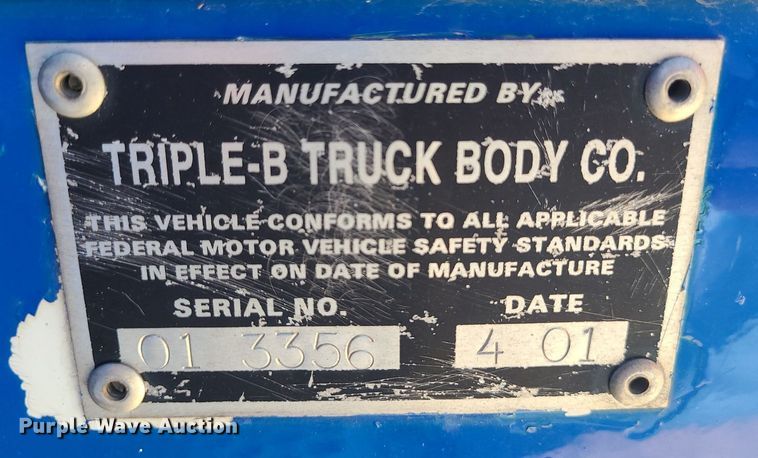 MANUFACTURED BY
TRIPLE-B TRUCK BODY CO.
THIS VEHICLE CONFORMS TO ALL APPLICABLE
FEDERAL MOTOR VEHICLE SAFETY STANDARDS
IN EFFECT ON DATE OF MANUFACTURE
SERIAL NO. DATE
01 3356 4 01
Purple Wave Auction